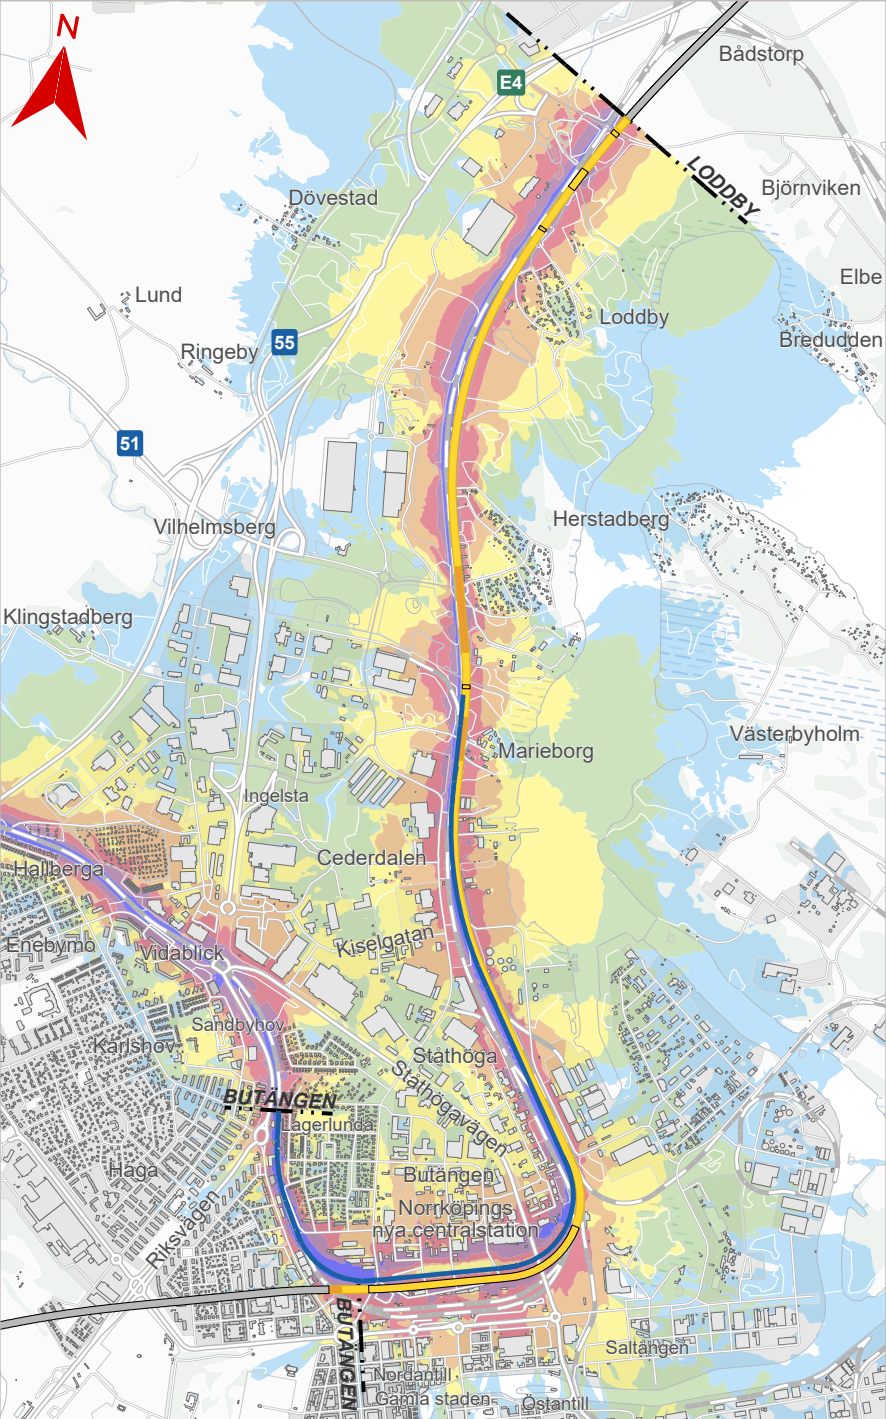 N
Bådstorp
E4
LODDBY
Björnviken
Dövestad
Elbe
Lund
Loddby
Bredudden
55
Ringeby
51
Herstadberg
Vilhelmsberg
Klingstadberg
Västerbyholm
Marieborg
Ingelsta
Cederdalen
Hallberga
Kiselgatan
Enebymo
Vidablick
Sandbyhov
Karlshov
Ståthöga
Ståthögavägen
BUTÄNGEN
Lagerlunda
Haga
Butängen
Norrköpings
nya centralstation
Riksvägen
BUTÄNGEN
Saltängen
Nordantill
Gamla staden
Östantill